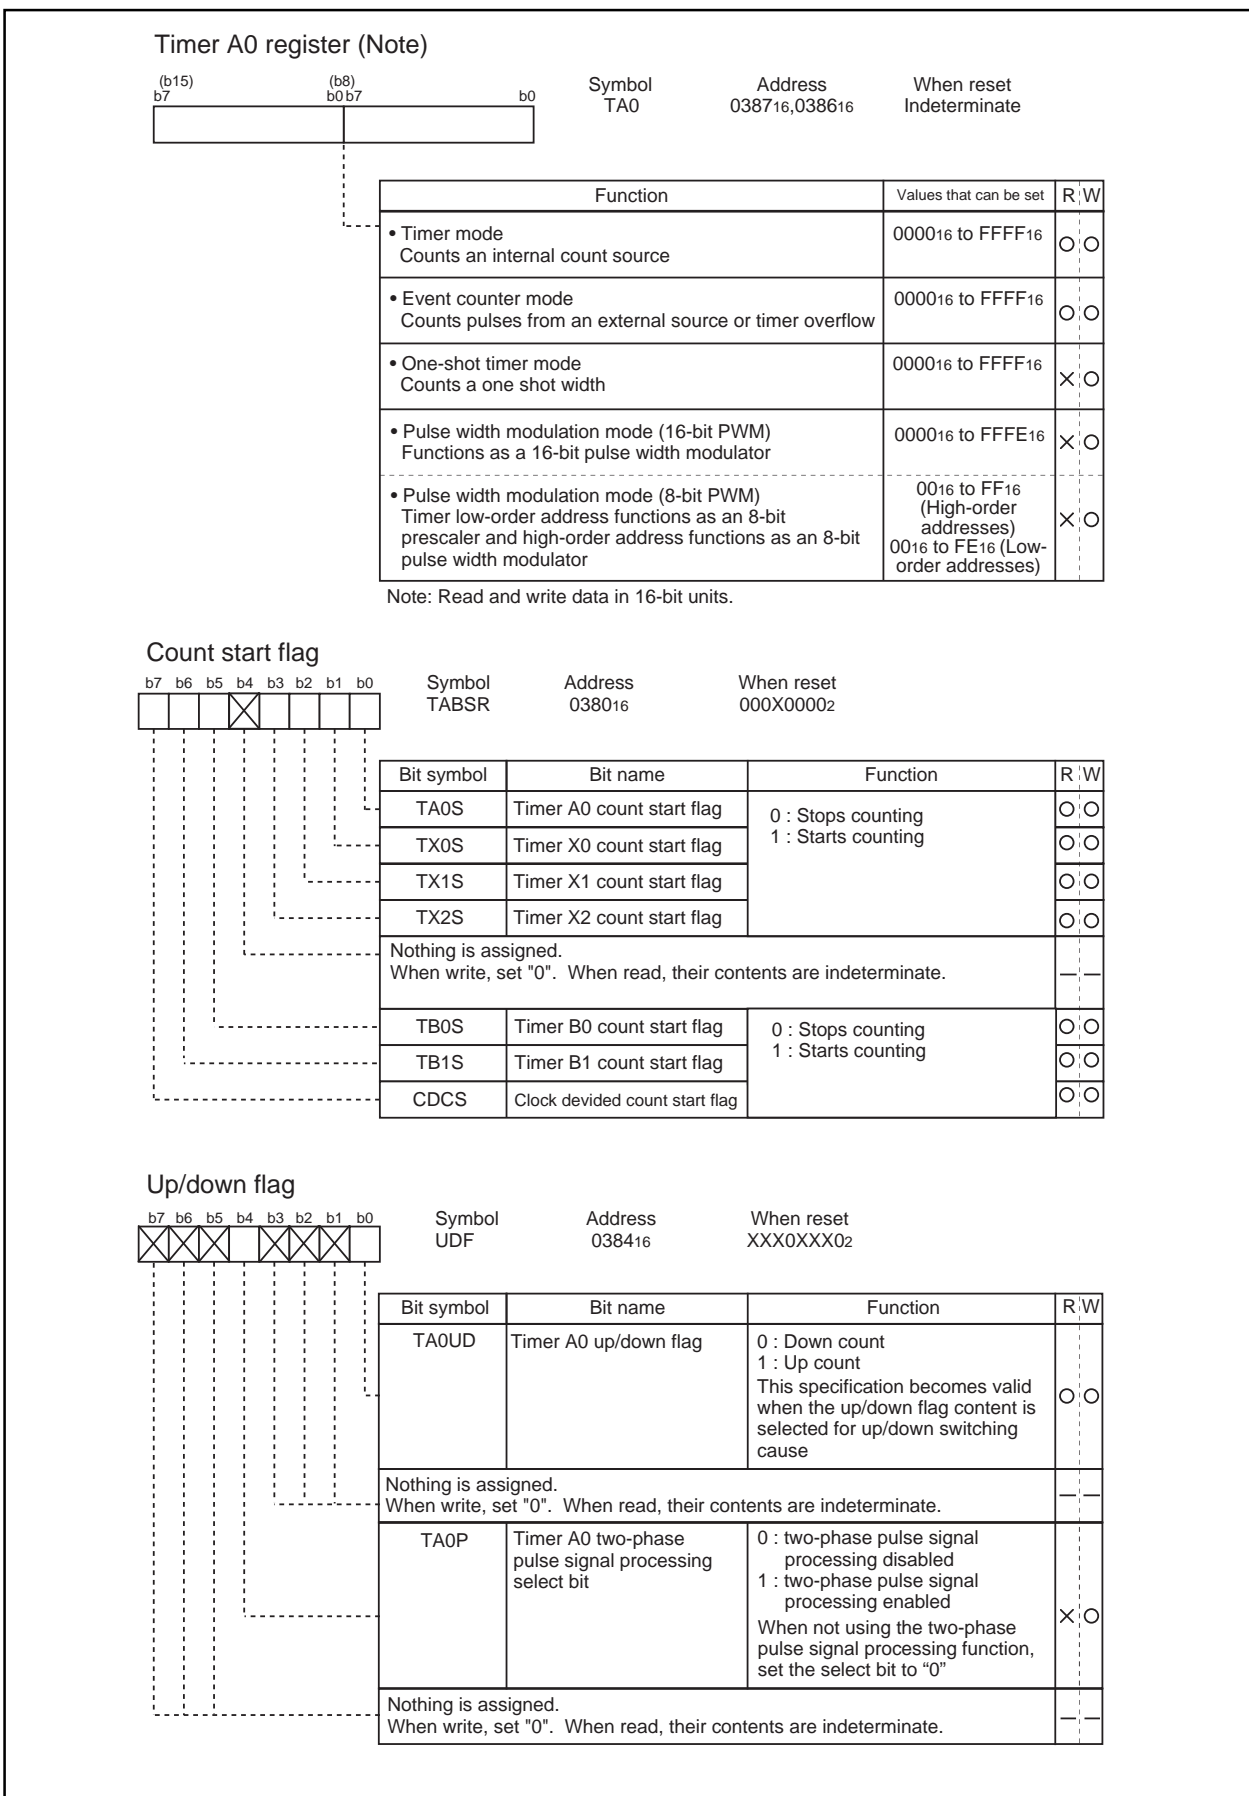 Timer A0 register (Note)
(b15) (b8)
b7 b0 b7 b0
Symbol Address When reset
TA0 038716,038616 Indeterminate
Function Values that can be set R W
• Timer mode 000016 to FFFF16
Counts an internal count source
• Event counter mode 000016 to FFFF16
Counts pulses from an external source or timer overflow
• One-shot timer mode 000016 to FFFF16
Counts a one shot width
• Pulse width modulation mode (16-bit PWM) 000016 to FFFE16
Functions as a 16-bit pulse width modulator
• Pulse width modulation mode (8-bit PWM)
Timer low-order address functions as an 8-bit
prescaler and high-order address functions as an 8-bit
pulse width modulator
0016 to FF16
(High-order
addresses)
0016 to FE16 (Low-
order addresses)
Note: Read and write data in 16-bit units.
Count start flag
b7 b6 b5 b4 b3 b2 b1 b0
Symbol Address When reset
TABSR 038016 000X00002
Bit symbol Bit name Function R W
TA0S Timer A0 count start flag
0 : Stops counting
1 : Starts counting
TX0S Timer X0 count start flag
TX1S Timer X1 count start flag
TX2S Timer X2 count start flag
Nothing is assigned.
When write, set "0". When read, their contents are indeterminate.
TB0S Timer B0 count start flag
0 : Stops counting
1 : Starts counting
TB1S Timer B1 count start flag
CDCS Clock devided count start flag
Up/down flag
b7 b6 b5 b4 b3 b2 b1 b0
Symbol Address When reset
UDF 038416 XXX0XXX02
Bit symbol Bit name Function R W
TA0UD Timer A0 up/down flag
0 : Down count
1 : Up count
This specification becomes valid
when the up/down flag content is
selected for up/down switching
cause
Nothing is assigned.
When write, set "0". When read, their contents are indeterminate.
TA0P
Timer A0 two-phase
pulse signal processing
select bit
0 : two-phase pulse signal
processing disabled
1 : two-phase pulse signal
processing enabled
When not using the two-phase
pulse signal processing function,
set the select bit to “0”
Nothing is assigned.
When write, set "0". When read, their contents are indeterminate.